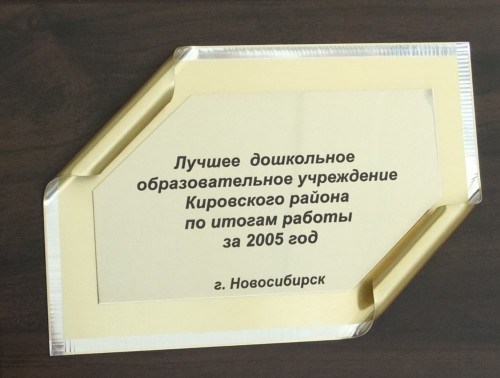 Лучшее дошкольное
образовательное учреждение
Кировского района
по итогам работы
за 2005 год
г. Новосибирск